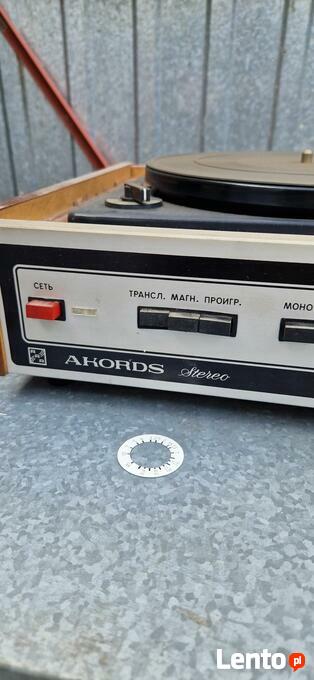 СЕТЬ ТРАНСЛ. МАГН. ПРОИГР. МОНО
AKORDS Stereo
Lento.pl